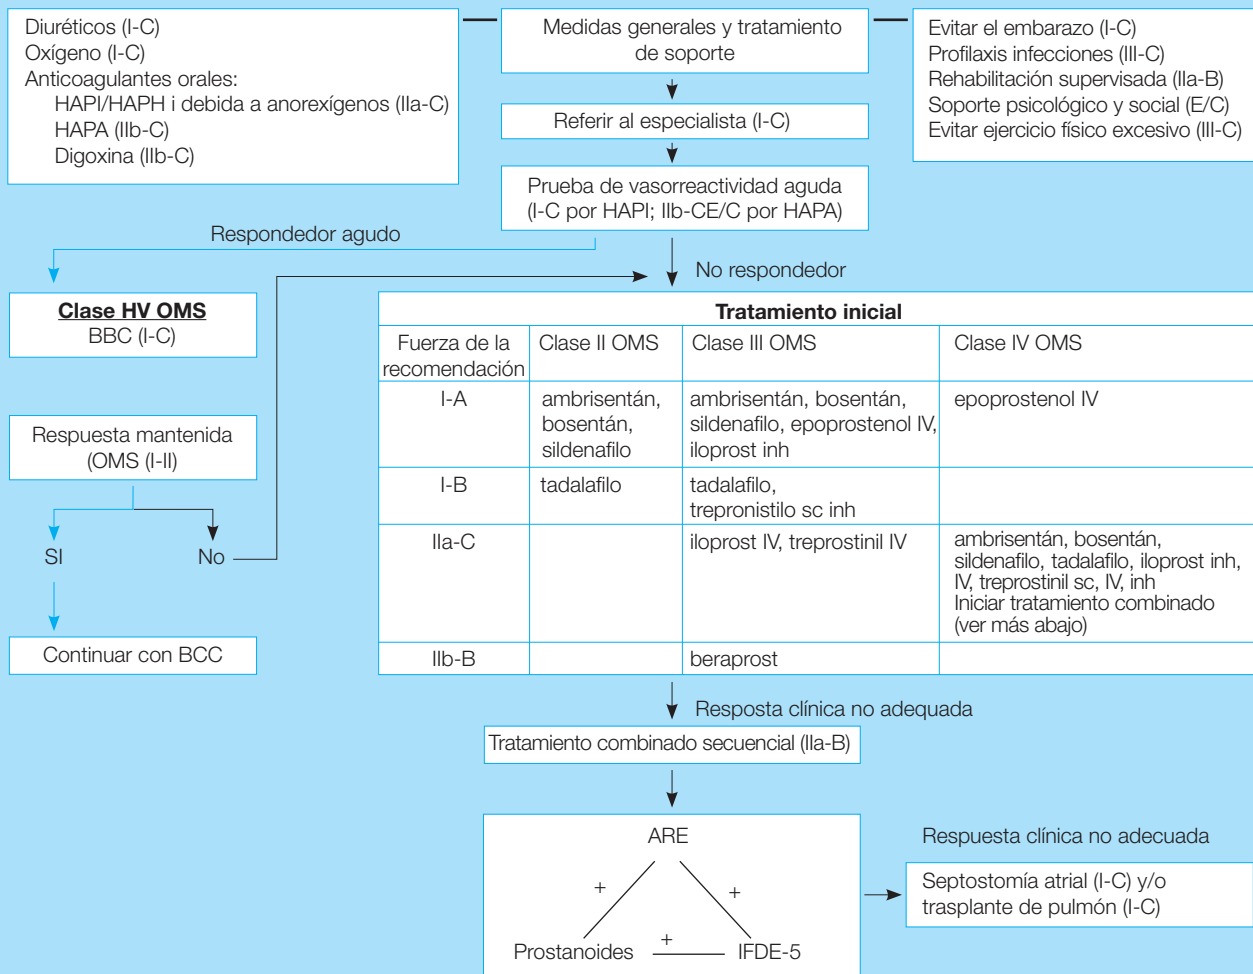 Diuréticos (I-C)
Oxígeno (I-C)
Anticoagulantes orales:
HAPI/HAPH i debida a anorexígenos (IIa-C)
HAPA (IIb-C)
Digoxina (IIb-C)
Medidas generales y tratamiento
de soporte
Evitar el embarazo (I-C)
Profilaxis infecciones (III-C)
Rehabilitación supervisada (IIa-B)
Soporte psicológico y social (E/C)
Evitar ejercicio físico excesivo (III-C)
Referir al especialista (I-C)
Prueba de vasorreactividad aguda
(I-C por HAPI; IIb-CE/C por HAPA)
Respondedor agudo
No respondedor
Clase HV OMS
BBC (I-C)
Respuesta mantenida
(OMS (I-II)
SI
No
Continuar con BCC
Tratamiento inicial
Fuerza de la
recomendación
Clase II OMS
Clase III OMS
Clase IV OMS
I-A
ambrisentán,
bosentán,
sildenafilo
ambrisentán, bosentán,
sildenafilo, epoprostenol IV,
iloprost inh
epoprostenol IV
I-B
tadalafilo
tadalafilo,
trepronistilo sc inh
IIa-C
iloprost IV, treprostinil IV
ambrisentán, bosentán,
sildenafilo, tadalafilo, iloprost inh,
IV, treprostinil sc, IV, inh
Iniciar tratamiento combinado
(ver más abajo)
IIb-B
beraprost
Resposta clínica no adequada
Tratamiento combinado secuencial (IIa-B)
ARE
+
+
Prostanoides
+
IFDE-5
Respuesta clínica no adecuada
Septostomía atrial (I-C) y/o
trasplante de pulmón (I-C)